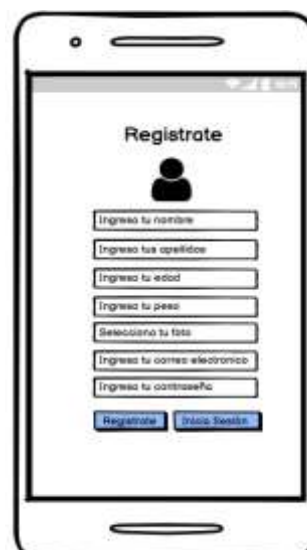 Registrate
Ingresa tu nombre
Ingresa tus apellidos
Ingresa tu edad
Ingresa tu peso
Selecciona tu foto
Ingresa tu correo electronico
Ingresa tu contraseña
Registrate Inicia Sesión